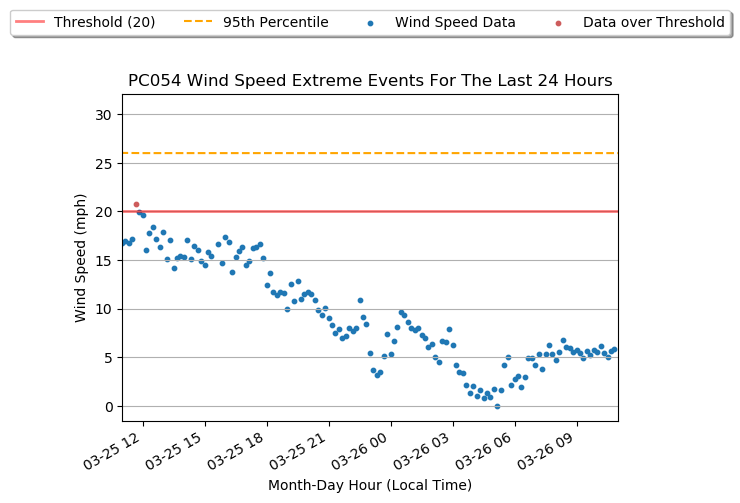 Threshold (20) 95th Percentile Wind Speed Data Data over Threshold
PC054 Wind Speed Extreme Events For The Last 24 Hours
30
25
20
15
10
5
0
Wind Speed (mph)
03-25 12 03-25 15 03-25 18 03-25 21 03-26 00 03-26 03 03-26 06 03-26 09
Month-Day Hour (Local Time)